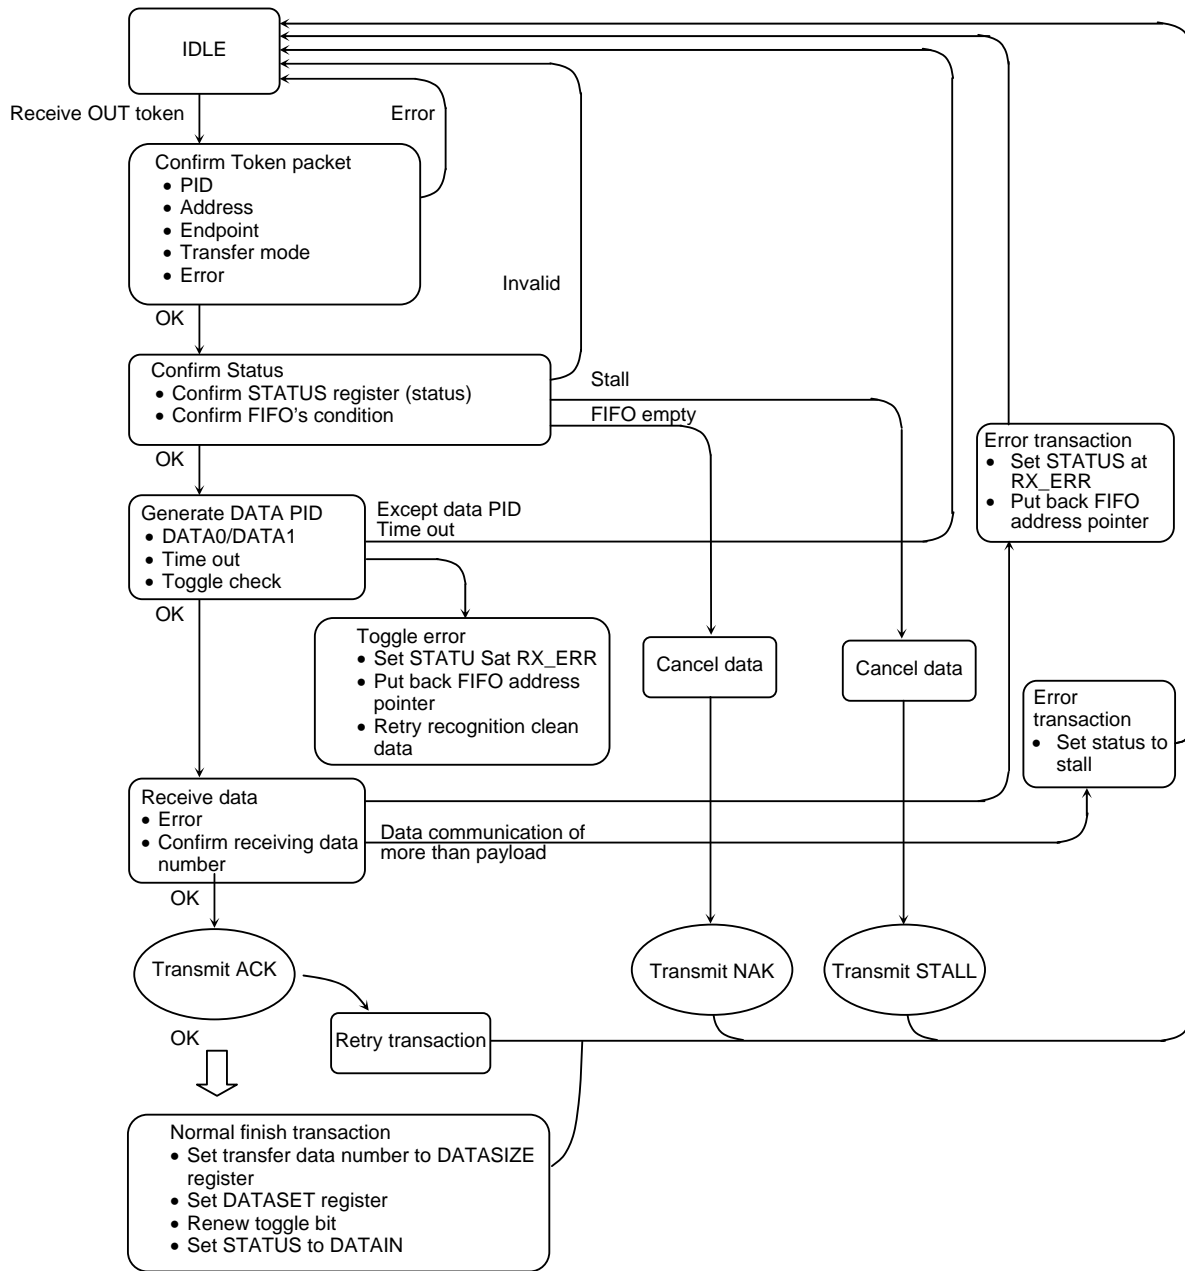 IDLE
Receive OUT token
Error
Confirm Token packet
• PID
• Address
• Endpoint
• Transfer mode
• Error
Invalid
OK
Confirm Status
• Confirm STATUS register (status)
• Confirm FIFO's condition
Stall
FIFO empty
OK
Error transaction
• Set STATUS at
RX_ERR
• Put back FIFO
address pointer
Generate DATA PID
• DATA0/DATA1
• Time out
• Toggle check
Except data PID
Time out
OK
Toggle error
• Set STATU Sat RX_ERR
• Put back FIFO address
pointer
• Retry recognition clean
data
Cancel data
Cancel data
Error
transaction
• Set status to
stall
Receive data
• Error
• Confirm receiving data
number
Data communication of
more than payload
OK
Transmit ACK
Transmit NAK
Transmit STALL
OK
Retry transaction
Normal finish transaction
• Set transfer data number to DATASIZE
register
• Set DATASET register
• Renew toggle bit
• Set STATUS to DATAIN